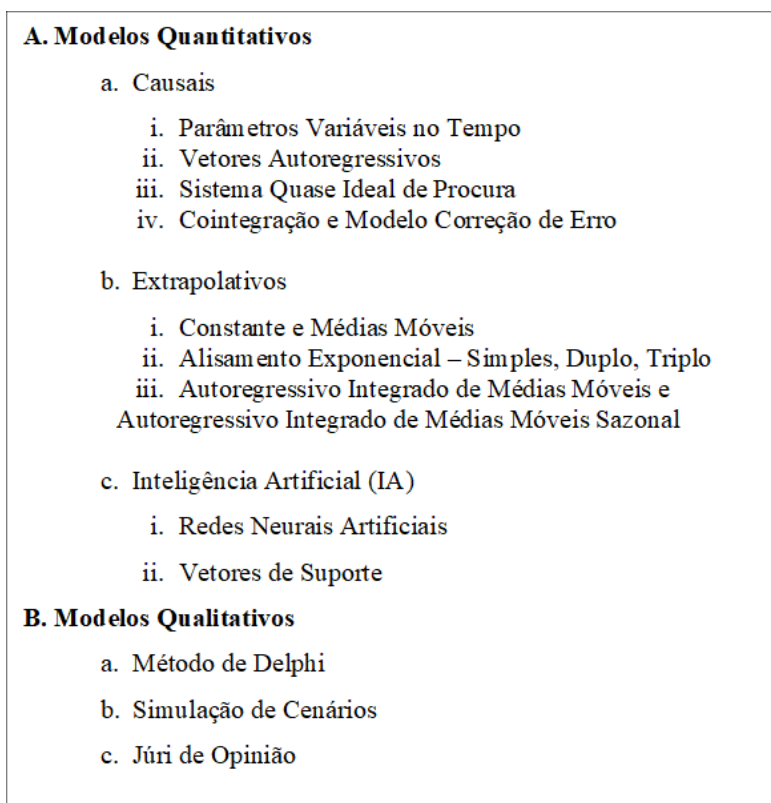 A. Modelos Quantitativos
a. Causais
i. Parâmetros Variáveis no Tempo
ii. Vetores Autoregressivos
iii. Sistema Quase Ideal de Procura
iv. Cointegração e Modelo Correção de Erro
b. Extrapolativos
i. Constante e Médias Móveis
ii. Alisamento Exponencial – Simples, Duplo, Triplo
iii. Autoregressivo Integrado de Médias Móveis e
Autoregressivo Integrado de Médias Móveis Sazonal
c. Inteligência Artificial (IA)
i. Redes Neurais Artificiais
ii. Vetores de Suporte
B. Modelos Qualitativos
a. Método de Delphi
b. Simulação de Cenários
c. Júri de Opinião